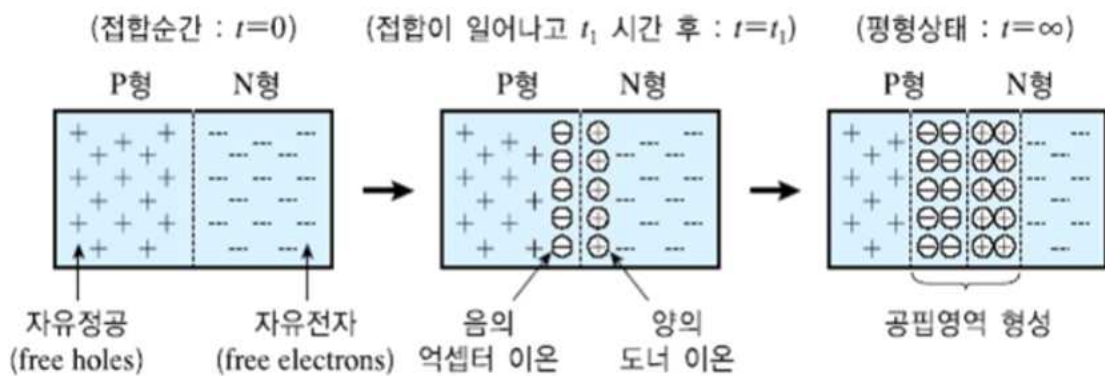 (접합순간 : t=0) (접합이 일어나고 t₁ 시간 후 : t=t₁) (평형상태 : t=∞)
P형 N형 P형 N형 P형 N형
자유정공 자유전자 음의 양의 공핍영역 형성
(free holes) (free electrons) 억셉터 이온 도너 이온